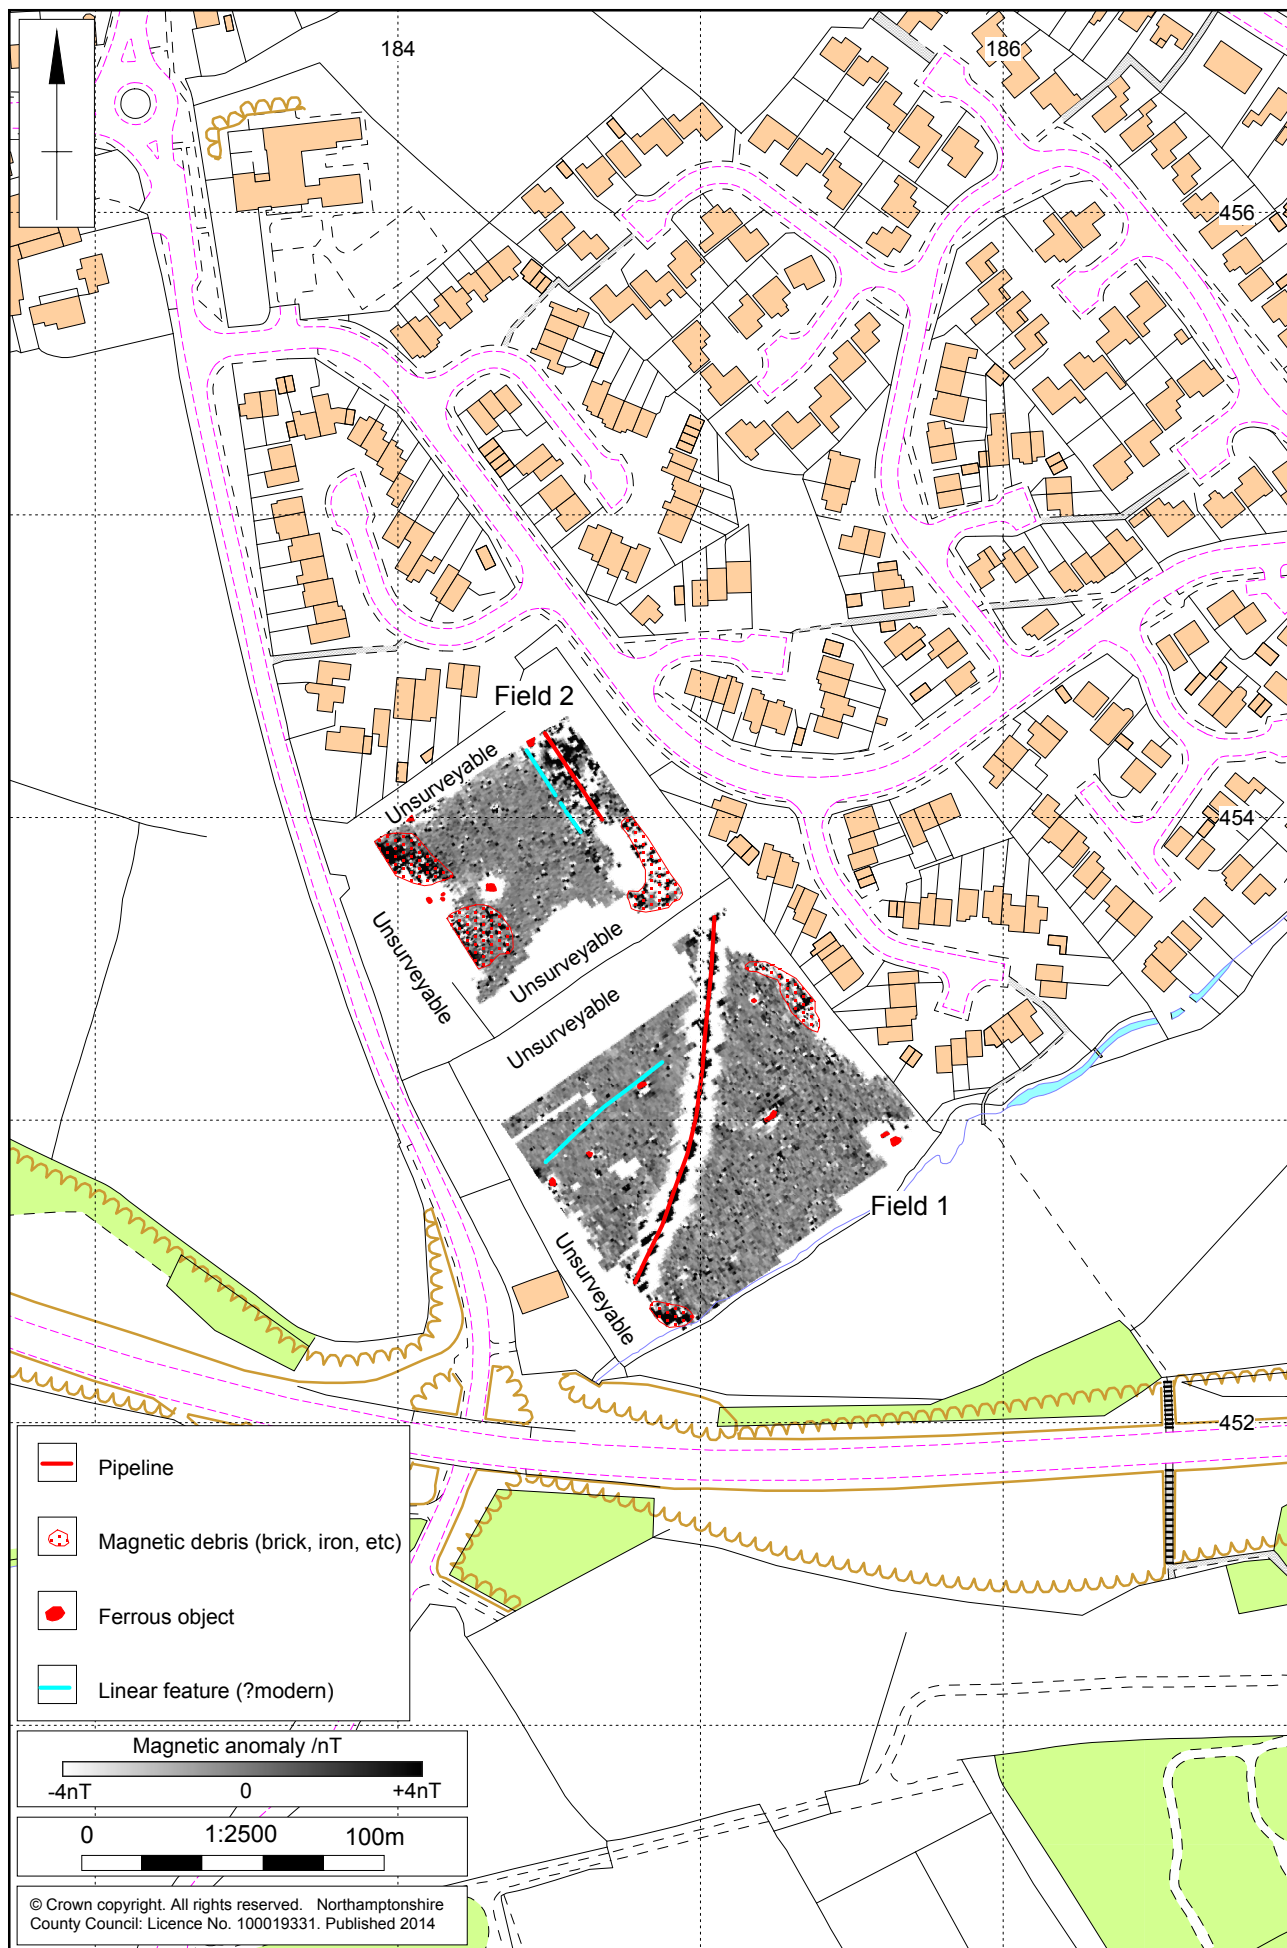 184
186
456
Field 2
Unsurveyable
454
Unsurveyable
Unsurveyable
Unsurveyable
Field 1
Unsurveyable
452
Pipeline
Magnetic debris (brick, iron, etc)
Ferrous object
Linear feature (?modern)
Magnetic anomaly /nT
-4nT 0 +4nT
0 1:2500 100m
© Crown copyright. All rights reserved. Northamptonshire
County Council: Licence No. 100019331. Published 2014